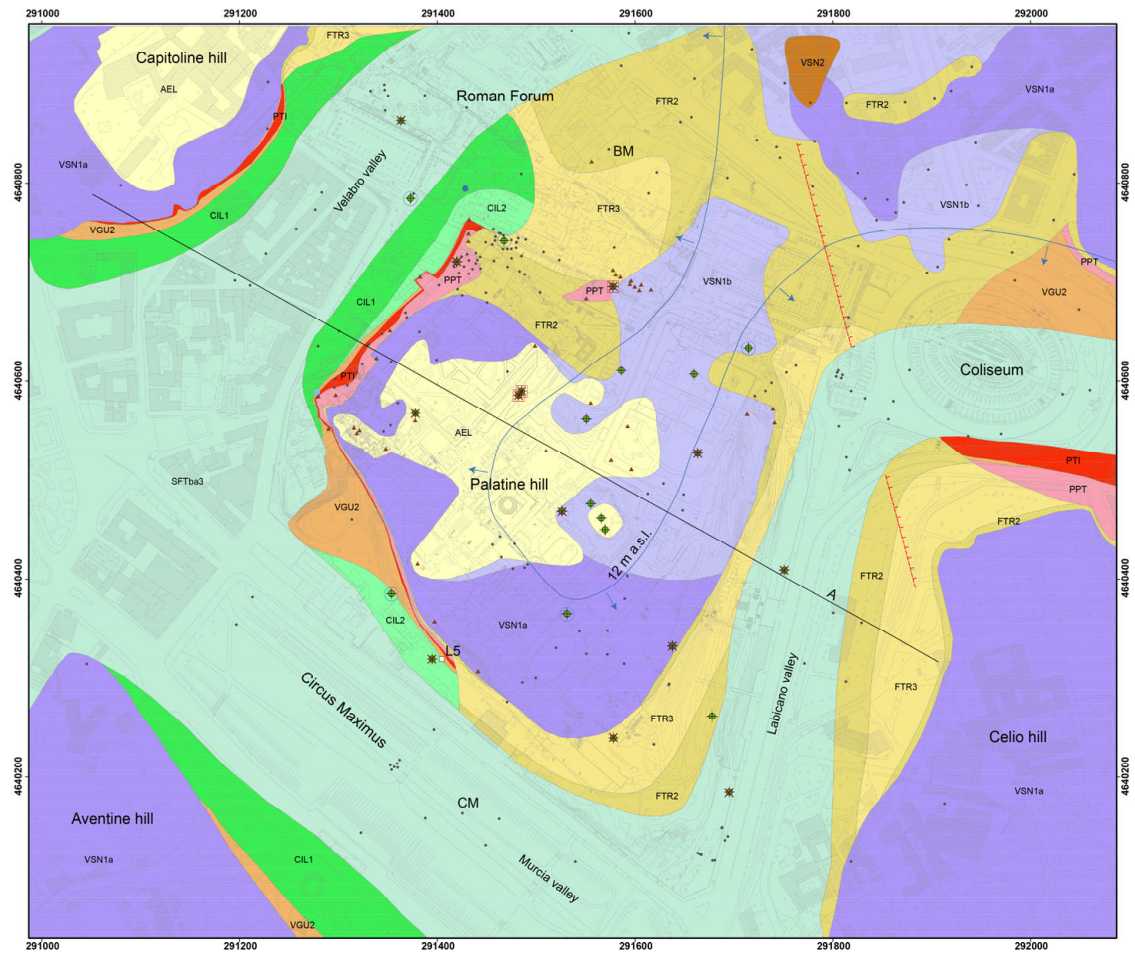 291000 291200 291400 291600 291800 292000
Capitoline hill
FTR3
AEL
VSN2
VSN1a
FTR2
Roman Forum
FTR2
PTI
BM
4640800
4640800
VSN1a
Velabro valley
VSN1b
CIL2
FTR3
CIL1
VGU2
PPT
PPT
VSN1b
VGU2
PPT
CIL1
FTR2
Coliseum
4640600
4640600
PTI
AEL
PTI
SFTba3
Palatine hill
PPT
VGU2
FTR2
12 m a.s.l.
4640400
4640400
FTR2
A
CIL2
VSN1a
L5
Circus Maximus
Labicano valley
FTR3
FTR3
Celio hill
4640200
4640200
VSN1a
FTR2
CM
Aventine hill
VSN1a
CIL1
Murcia valley
VGU2
291000 291200 291400 291600 291800 292000